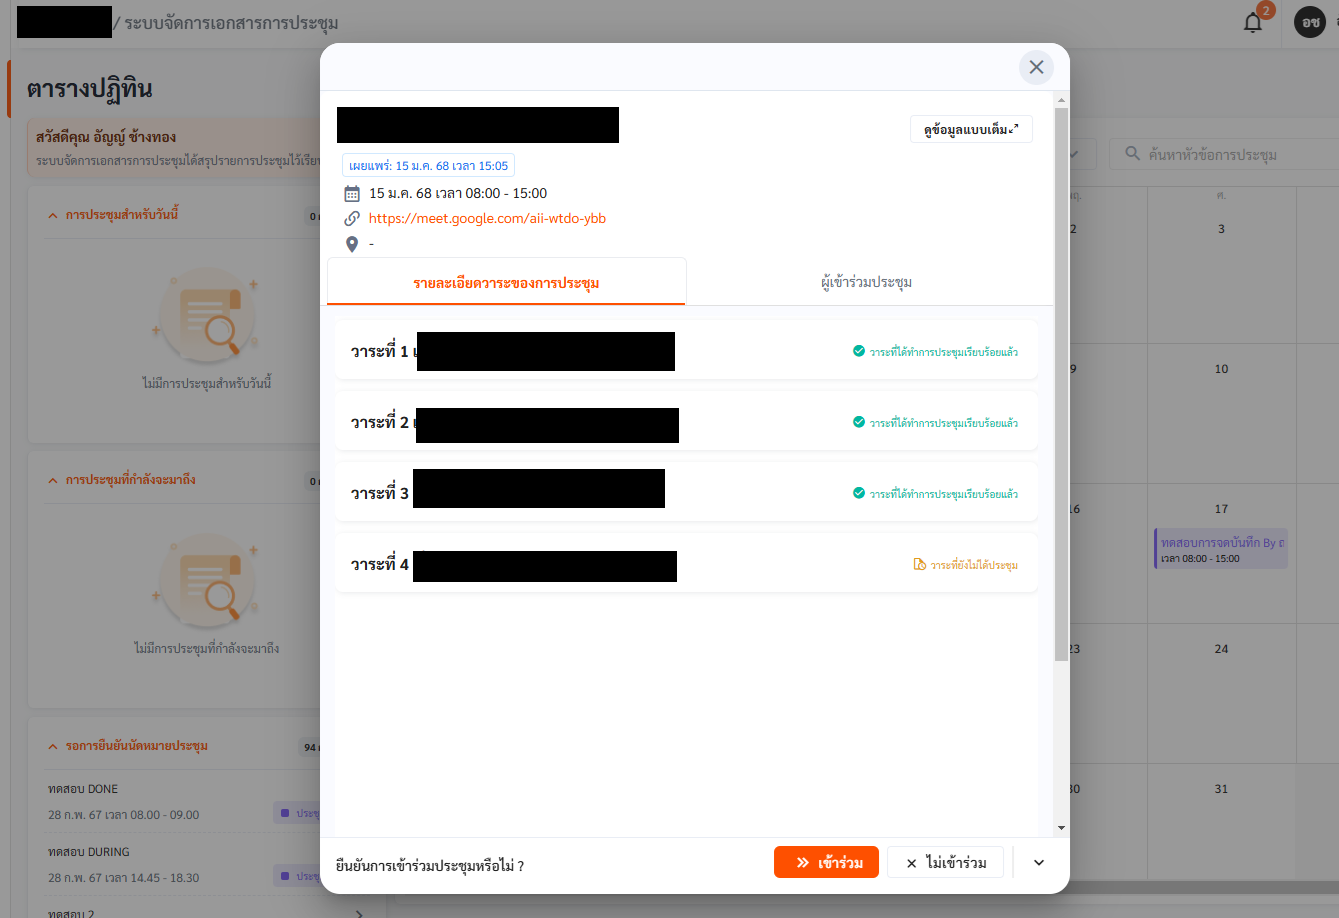 / ระบบจัดการเอกสารการประชุม
2
อช
ตารางปฏิทิน
สวัสดีคุณ อัญญ์ ช้างทอง
ระบบจัดการเอกสารการประชุมได้สรุปรายการประชุมไว้เรีย
การประชุมสำหรับวันนี้
0
ไม่มีการประชุมสำหรับวันนี้
การประชุมที่กำลังจะมาถึง
0
ไม่มีการประชุมที่กำลังจะมาถึง
รอการยืนยันนัดหมายประชุม
94
ทดสอบ DONE
28 ก.พ. 67 เวลา 08.00 - 09.00
ประชุ
ทดสอบ DURING
28 ก.พ. 67 เวลา 14.45 - 18.30
ประชุ
ทดสอบ 2
ดูข้อมูลแบบเต็ม
เผยแพร่: 15 ม.ค. 68 เวลา 15:05
15 ม.ค. 68 เวลา 08:00 - 15:00
https://meet.google.com/aii-wtdo-ybb
-
รายละเอียดวาระของการประชุม
ผู้เข้าร่วมประชุม
วาระที่ 1
วาระที่ได้ทำการประชุมเรียบร้อยแล้ว
วาระที่ 2
วาระที่ได้ทำการประชุมเรียบร้อยแล้ว
วาระที่ 3
วาระที่ได้ทำการประชุมเรียบร้อยแล้ว
วาระที่ 4
วาระที่ยังไม่ได้ประชุม
ยืนยันการเข้าร่วมประชุมหรือไม่ ?
เข้าร่วม
ไม่เข้าร่วม
ค้นหาหัวข้อการประชุม
ศ.
2
3
9
10
16
17
ทดสอบการจดบันทึก By ถ
เวลา 08:00 - 15:00
23
24
30
31